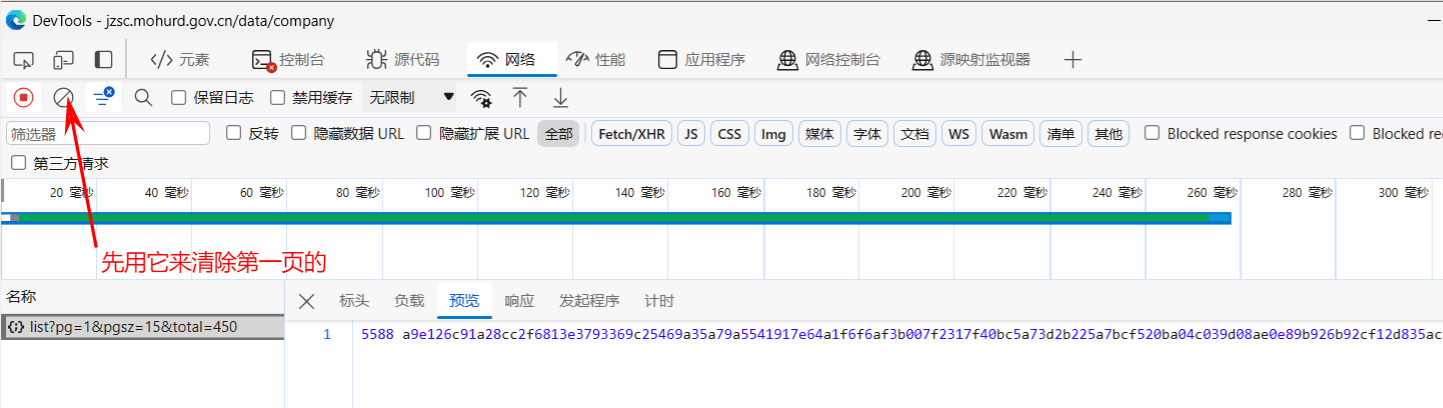 DevTools - jzsc.mohurd.gov.cn/data/company
元素 控制台 源代码 网络 性能 应用程序 网络控制台 源映射监视器
保留日志 禁用缓存 无限制
筛选器 反转 隐藏数据 URL 隐藏扩展 URL 全部 Fetch/XHR JS CSS Img 媒体 字体 文档 WS Wasm 清单 其他 Blocked response cookies Blocked re
第三方请求
20 毫秒 40 毫秒 60 毫秒 80 毫秒 100 毫秒 120 毫秒 140 毫秒 160 毫秒 180 毫秒 200 毫秒 220 毫秒 240 毫秒 260 毫秒 280 毫秒 300 毫秒
先用它来清除第一页的
名称 标头 负载 预览 响应 发起程序 计时
list?pg=1&pgsz=15&total=450
1 5588 a9e126c91a28cc2f6813e3793369c25469a35a79a5541917e64a1f6f6af3b007f2317f40bc5a73d2b225a7bcf520ba04c039d08ae0e89b926b92cf12d835ac